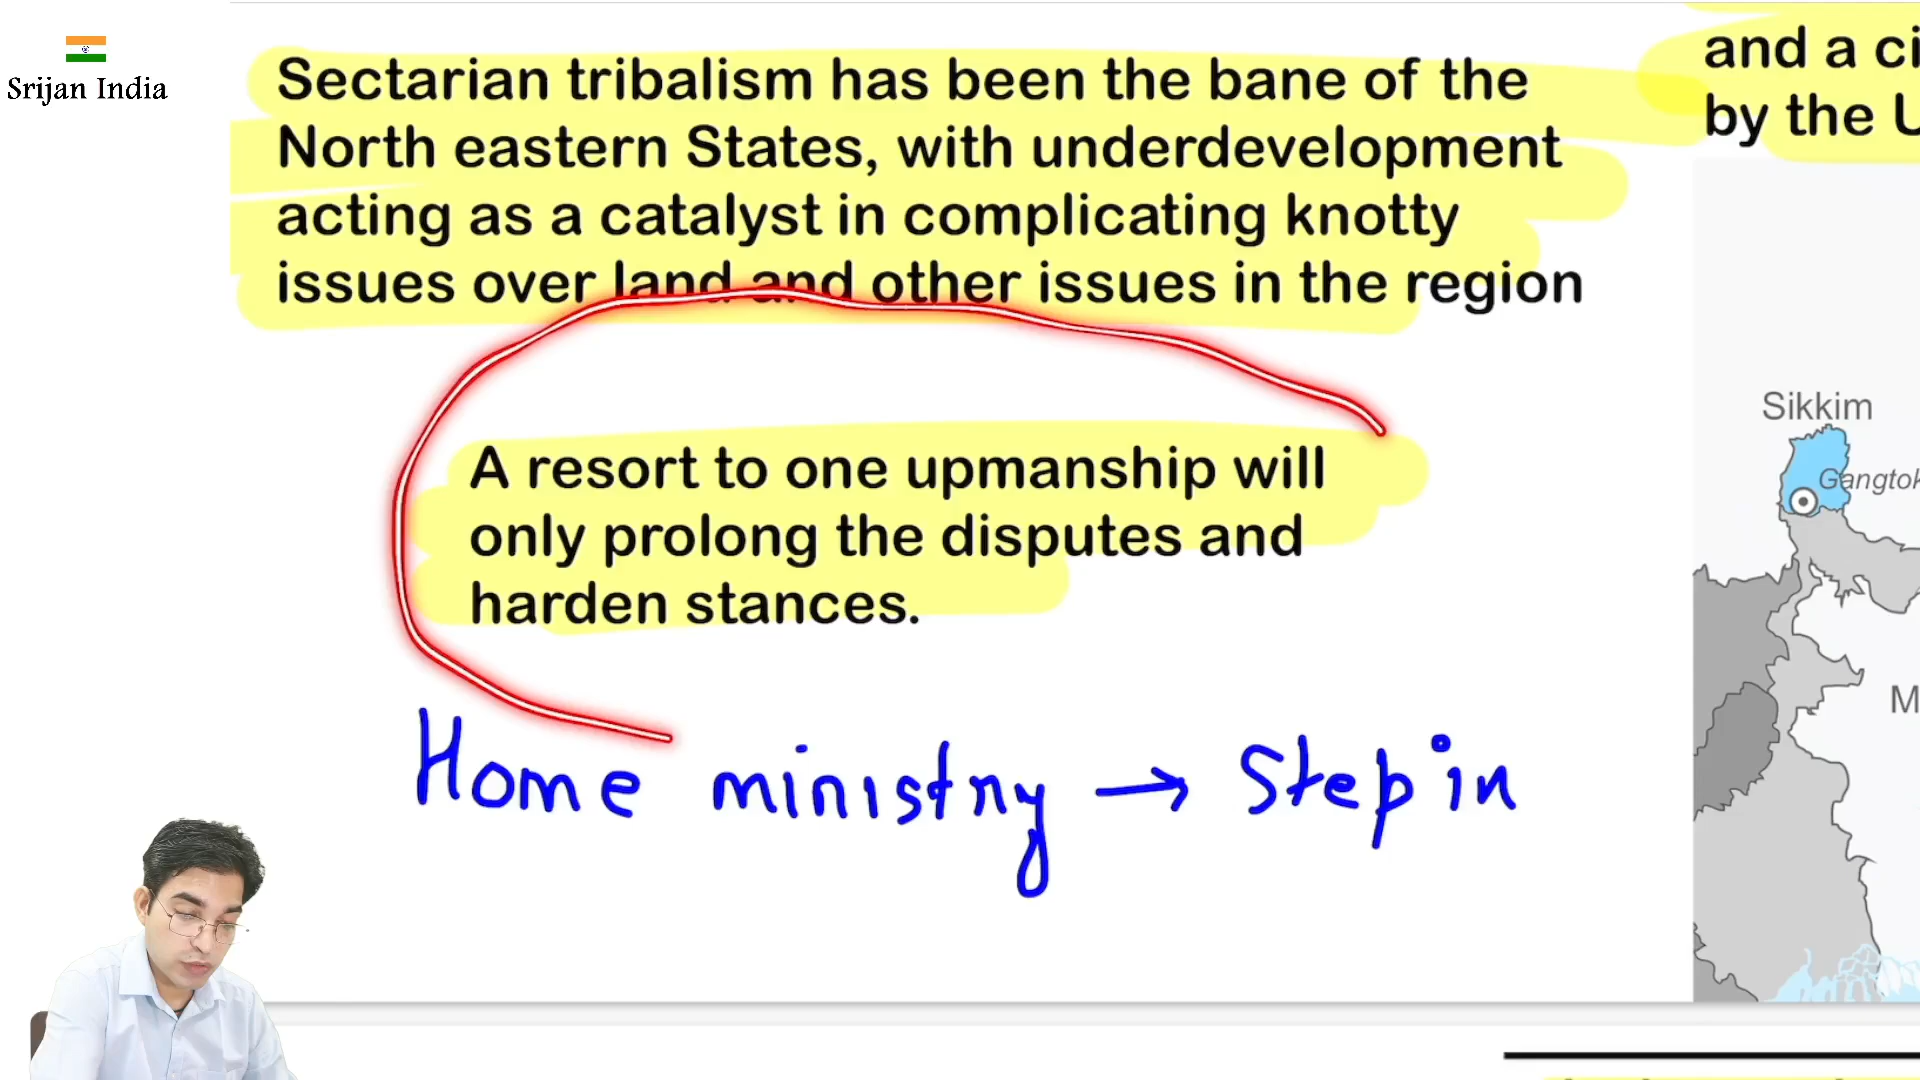 Srijan India
Sectarian tribalism has been the bane of the
North eastern States, with underdevelopment
acting as a catalyst in complicating knotty
issues over land and other issues in the region
A resort to one upmanship will
only prolong the disputes and
harden stances.
Home ministry → Step in
and a ci
by the U
Sikkim
Gangtok
M